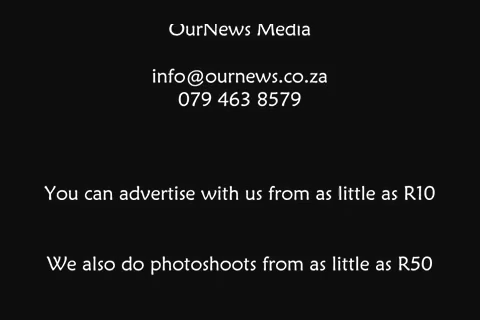 OurNews Media
info@ournews.co.za
079 463 8579
You can advertise with us from as little as R10
We also do photoshoots from as little as R50